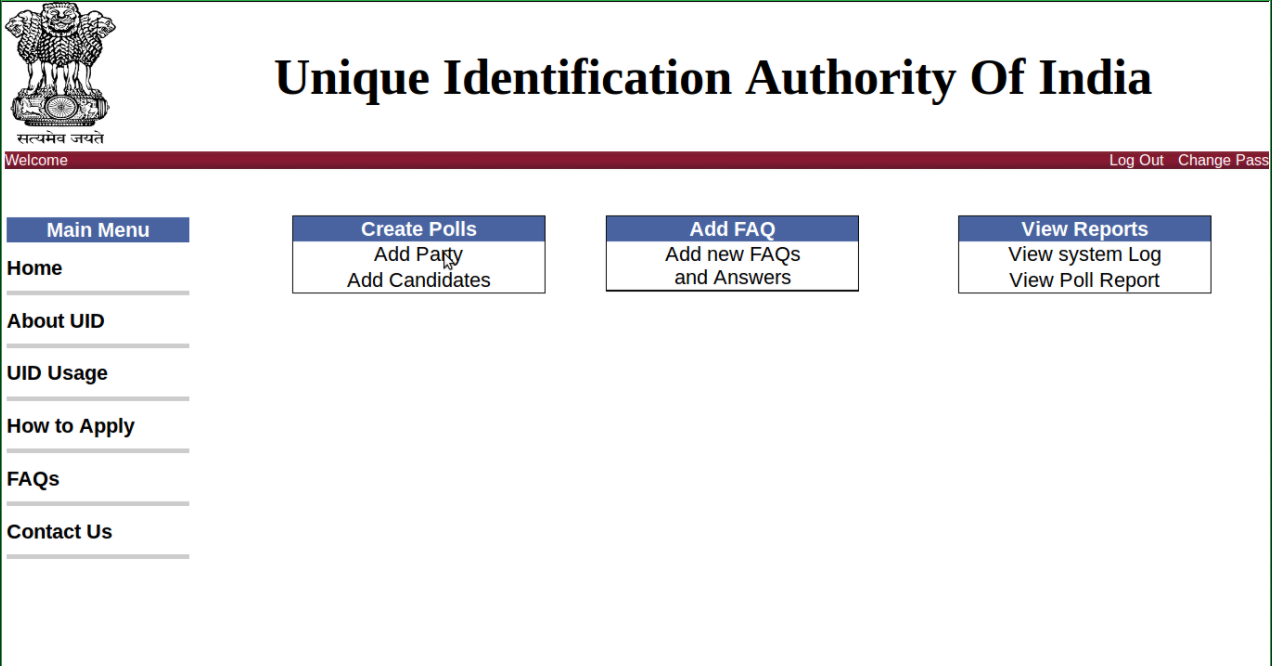 सत्यमेव जयते
Unique Identification Authority Of India
Welcome
Log Out Change Pass
Main Menu
Home
About UID
UID Usage
How to Apply
FAQs
Contact Us
Create Polls
Add Party
Add Candidates
Add FAQ
Add new FAQs
and Answers
View Reports
View system Log
View Poll Report